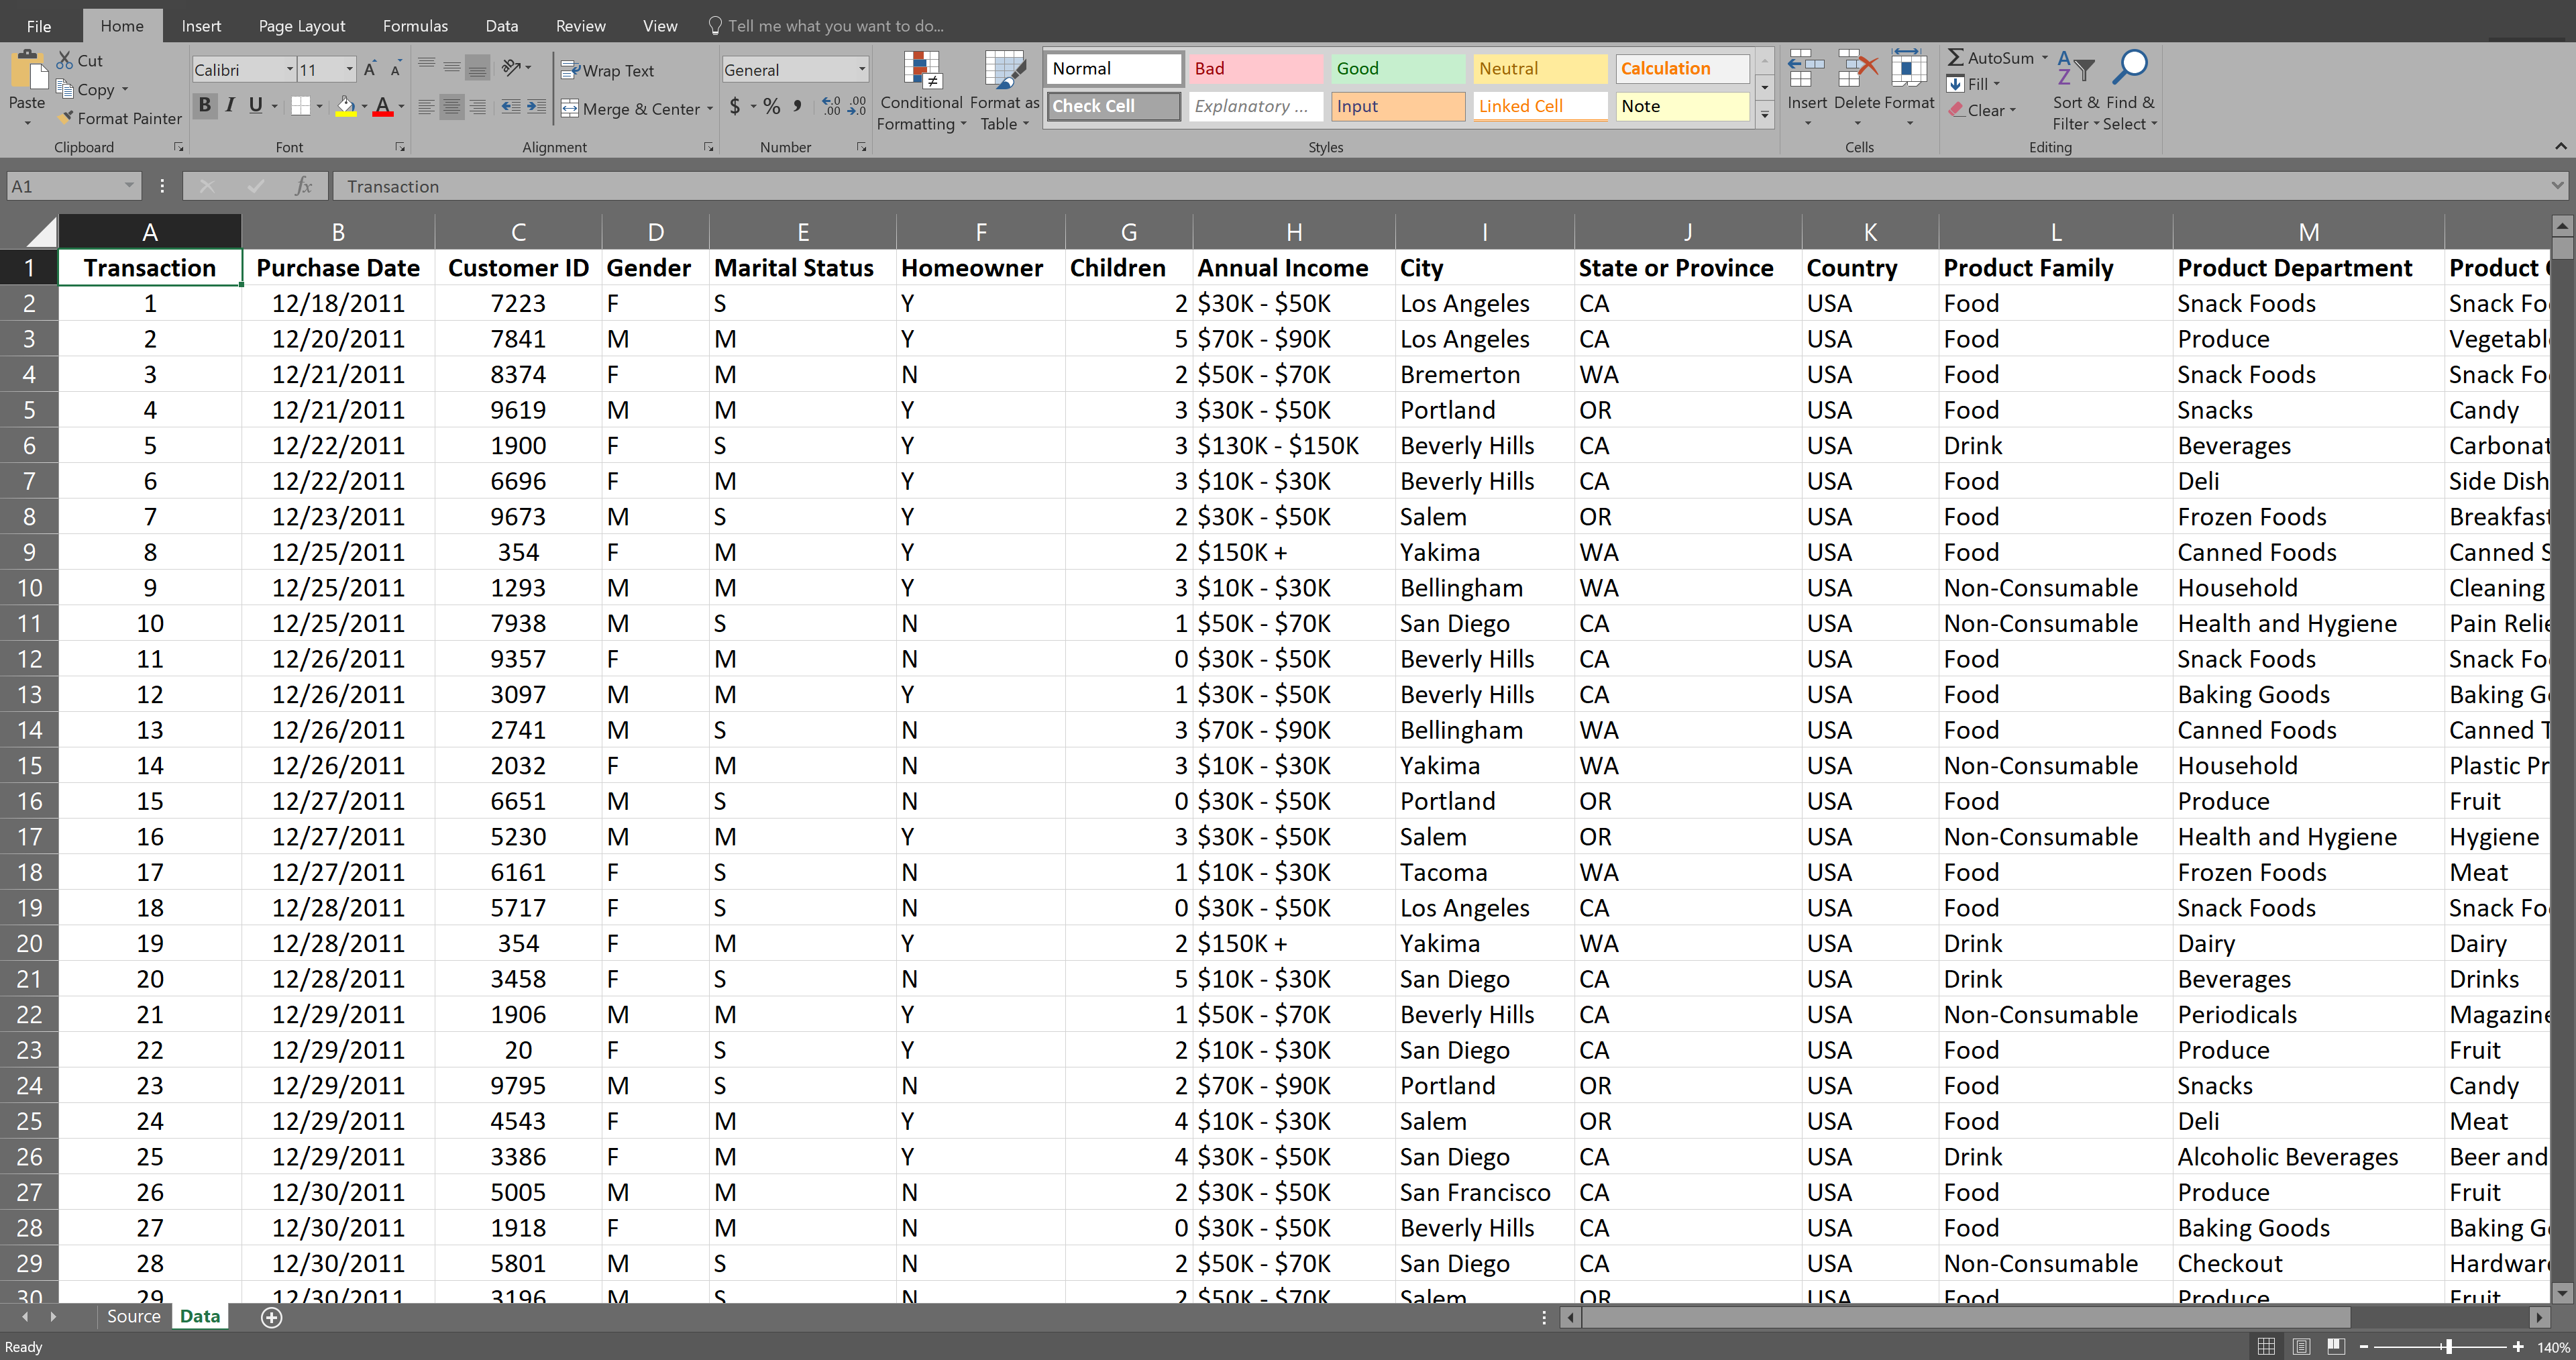 File Home Insert Page Layout Formulas Data Review View Tell me what you want to do...
Paste Cut Copy Format Painter Clipboard
Calibri 11 A A B I U A Font
Wrap Text Merge & Center Alignment
General $ % , .0 .00 .00 .0 Number
Conditional Formatting Format as Table
Normal Bad Good Neutral Calculation
Check Cell Explanatory ... Input Linked Cell Note
Styles
Insert Delete Format Cells
AutoSum Fill Clear Sort & Filter Find & Select Editing
A1 fx Transaction
A B C D E F G H I J K L M
1 Transaction Purchase Date Customer ID Gender Marital Status Homeowner Children Annual Income City State or Province Country Product Family Product Department Product
2 1 12/18/2011 7223 F S Y 2 $30K - $50K Los Angeles CA USA Food Snack Foods Snack Fo
3 2 12/20/2011 7841 M M Y 5 $70K - $90K Los Angeles CA USA Food Produce Vegetabl
4 3 12/21/2011 8374 F M N 2 $50K - $70K Bremerton WA USA Food Snack Foods Snack Fo
5 4 12/21/2011 9619 M M Y 3 $30K - $50K Portland OR USA Food Snacks Candy
6 5 12/22/2011 1900 F S Y 3 $130K - $150K Beverly Hills CA USA Drink Beverages Carbonat
7 6 12/22/2011 6696 F M Y 3 $10K - $30K Beverly Hills CA USA Food Deli Side Dish
8 7 12/23/2011 9673 M S Y 2 $30K - $50K Salem OR USA Food Frozen Foods Breakfast
9 8 12/25/2011 354 F M Y 2 $150K + Yakima WA USA Food Canned Foods Canned S
10 9 12/25/2011 1293 M M Y 3 $10K - $30K Bellingham WA USA Non-Consumable Household Cleaning
11 10 12/25/2011 7938 M S N 1 $50K - $70K San Diego CA USA Non-Consumable Health and Hygiene Pain Relie
12 11 12/26/2011 9357 F M N 0 $30K - $50K Beverly Hills CA USA Food Snack Foods Snack Fo
13 12 12/26/2011 3097 M M Y 1 $30K - $50K Beverly Hills CA USA Food Baking Goods Baking G
14 13 12/26/2011 2741 M S N 3 $70K - $90K Bellingham WA USA Food Canned Foods Canned T
15 14 12/26/2011 2032 F M N 3 $10K - $30K Yakima WA USA Non-Consumable Household Plastic Pr
16 15 12/27/2011 6651 M S N 0 $30K - $50K Portland OR USA Food Produce Fruit
17 16 12/27/2011 5230 M M Y 3 $30K - $50K Salem OR USA Non-Consumable Health and Hygiene Hygiene
18 17 12/27/2011 6161 F S N 1 $10K - $30K Tacoma WA USA Food Frozen Foods Meat
19 18 12/28/2011 5717 F S N 0 $30K - $50K Los Angeles CA USA Food Snack Foods Snack Fo
20 19 12/28/2011 354 F M Y 2 $150K + Yakima WA USA Drink Dairy Dairy
21 20 12/28/2011 3458 F S N 5 $10K - $30K San Diego CA USA Drink Beverages Drinks
22 21 12/29/2011 1906 M M Y 1 $50K - $70K Beverly Hills CA USA Non-Consumable Periodicals Magazine
23 22 12/29/2011 20 F S Y 2 $10K - $30K San Diego CA USA Food Produce Fruit
24 23 12/29/2011 9795 M S N 2 $70K - $90K Portland OR USA Food Snacks Candy
25 24 12/29/2011 4543 F M Y 4 $10K - $30K Salem OR USA Food Deli Meat
26 25 12/29/2011 3386 F M Y 4 $30K - $50K San Diego CA USA Drink Alcoholic Beverages Beer and
27 26 12/30/2011 5005 M M N 2 $30K - $50K San Francisco CA USA Food Produce Fruit
28 27 12/30/2011 1918 F M N 0 $30K - $50K Beverly Hills CA USA Food Baking Goods Baking G
29 28 12/30/2011 5801 M S N 2 $50K - $70K San Diego CA USA Non-Consumable Checkout Hardwar
30 29 12/30/2011 3196 M S N 2 $50K - $70K Salem OR USA Food Produce Fruit
Source Data
Ready 140%